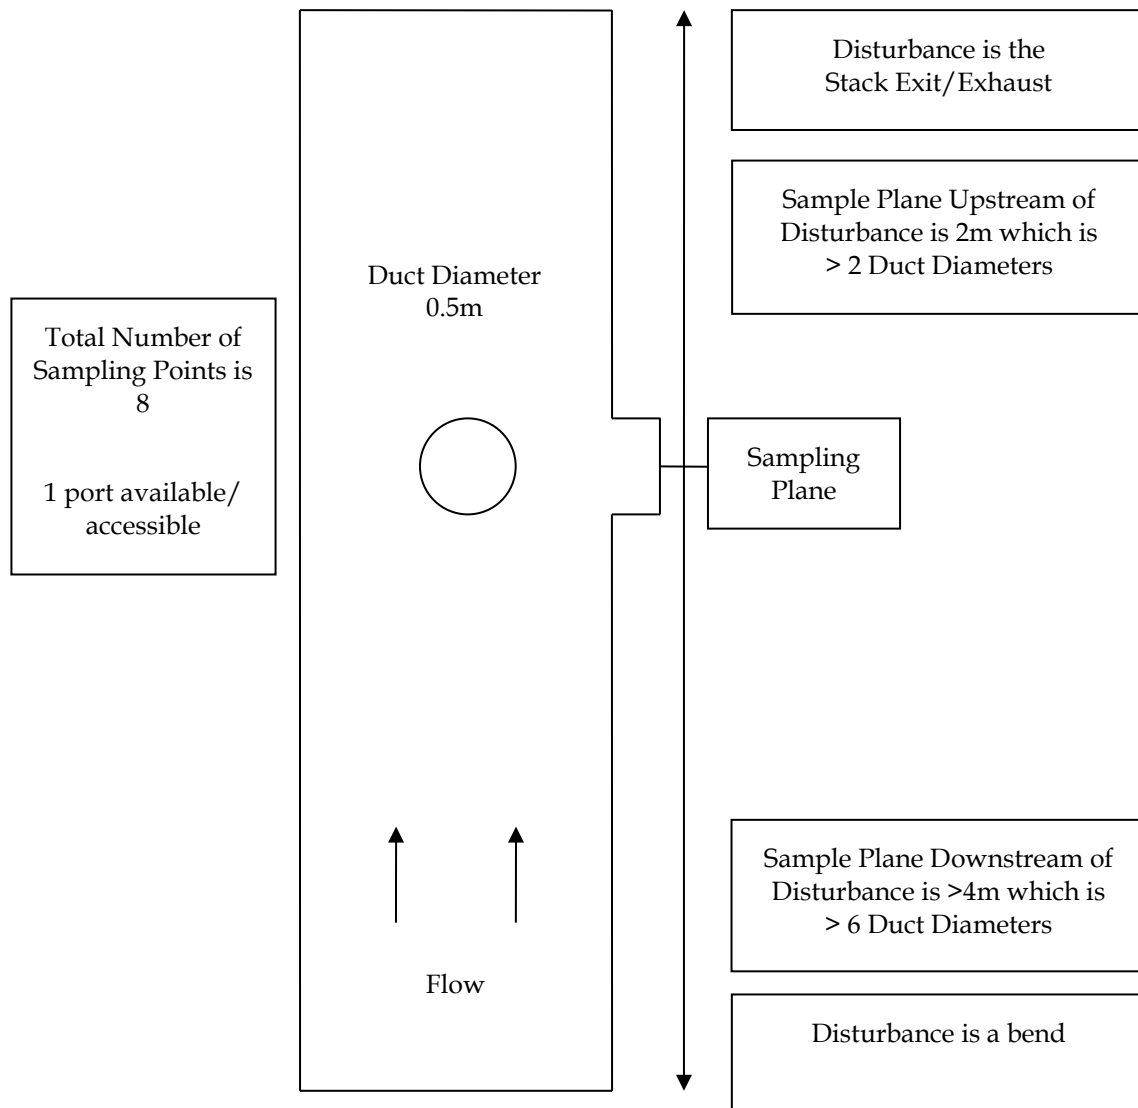 Disturbance is the
Stack Exit/Exhaust
Sample Plane Upstream of
Disturbance is 2m which is
> 2 Duct Diameters
Duct Diameter
0.5m
Total Number of
Sampling Points is
8
1 port available/
accessible
Sampling
Plane
Sample Plane Downstream of
Disturbance is >4m which is
> 6 Duct Diameters
Flow
Disturbance is a bend